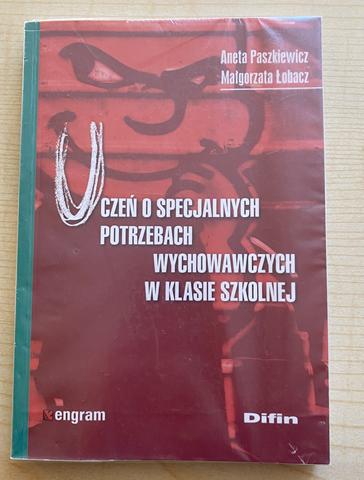 Aneta Paszkiewicz
Małgorzata Łobacz
UCZEŃ O SPECJALNYCH
POTRZEBACH
WYCHOWAWCZYCH
W KLASIE SZKOLNEJ
engram
Difin